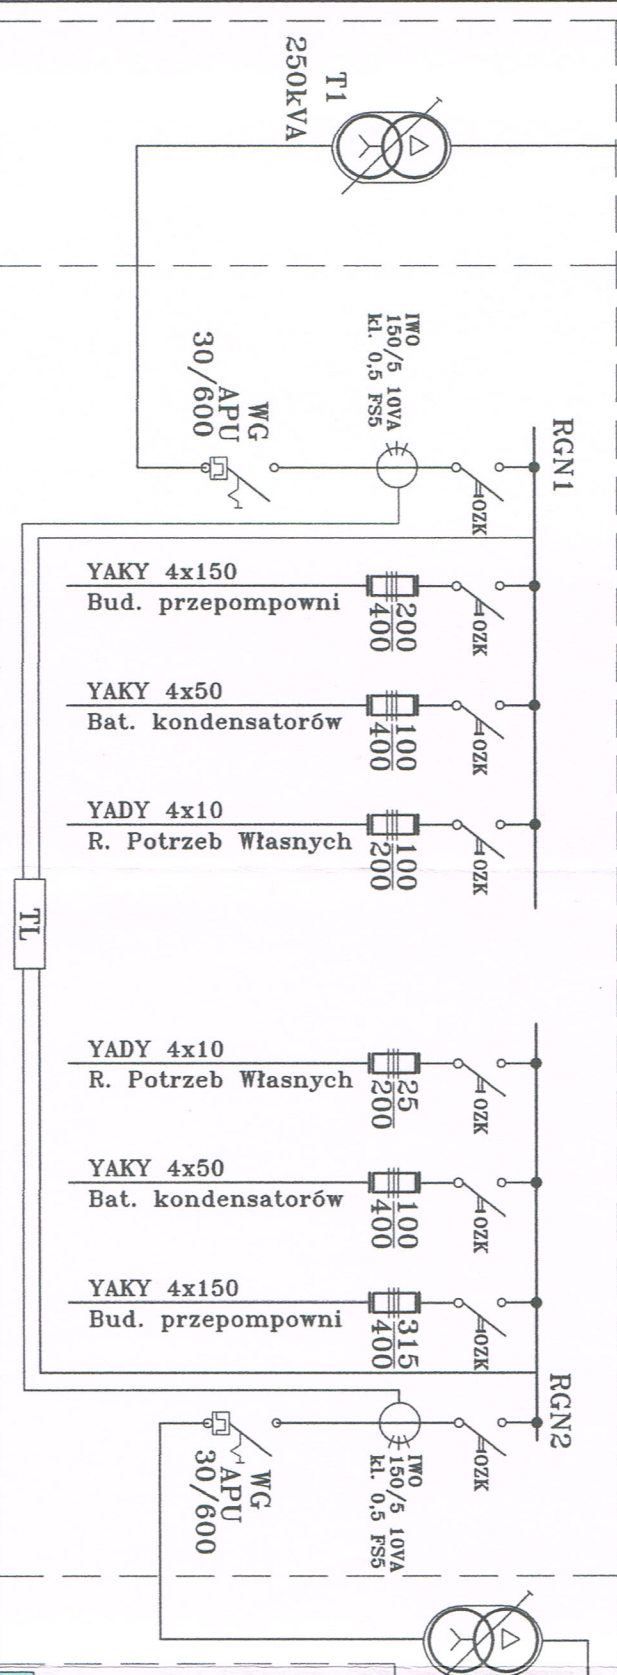 T1
250kVA
IWO
150/5 10VA
kl. 0,5 FS5
WG
APU
30/600
RGN1
OZK
YAKY 4x150
Bud. przepompowni
200
400
OZK
YAKY 4x50
Bat. kondensatorów
100
400
OZK
YADY 4x10
R. Potrzeb Własnych
100
200
OZK
TL
YADY 4x10
R. Potrzeb Własnych
25
200
OZK
YAKY 4x50
Bat. kondensatorów
100
400
OZK
YAKY 4x150
Bud. przepompowni
315
400
OZK
RGN2
OZK
IWO
150/5 10VA
kl. 0,5 FS5
WG
APU
30/600